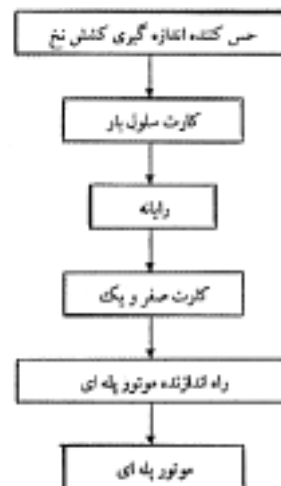 حس کننده اندازه گیری کشش نخ
کارت سلول بار
رایانه
کارت صفر و یک
راه اندازنده موتور پله ای
موتور پله ای